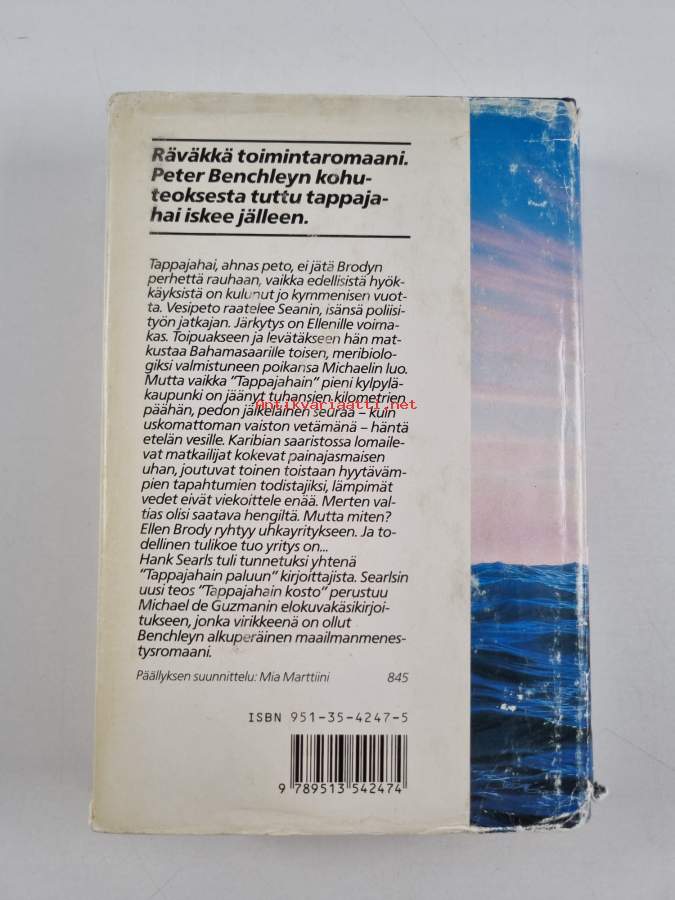 Räväkkä toimintaromaani.
Peter Benchleyn kohu-
teoksesta tuttu tappaja-
hai iskee jälleen.
Tappajahai, ahnas peto, ei jätä Brodyn
perhettä rauhaan, vaikka edellisistä hyök-
käyksistä on kulunut jo kymmenisen vuot-
ta. Vesipeto raatelee Seanin, isänsä poliisi-
työn jatkajan. Järkytys on Ellenille voima-
kas. Toipuakseen ja levätäkseen hän mat-
kustaa Bahamasaarille toisen, meribiolo-
giksi valmistuneen poikansa Michaelin luo.
Mutta vaikka "Tappajahain" pieni kylpylä-
kaupunki on jäänyt tuhansien kilometrien
Antikvariaatti.net
päähän, pedon jälkeläinen seuraa – kuin
uskomattoman vaiston vetämänä – häntä
etelän vesille. Karibian saaristossa lomaile-
vat matkailijat kokevat painajasmaisen
uhan, joutuvat toinen toistaan hyytäväm-
pien tapahtumien todistajiksi, lämpimät
vedet eivät viekoittele enää. Merten val-
tias olisi saatava hengiltä. Mutta miten?
Ellen Brody ryhtyy uhkayritykseen. Ja to-
dellinen tulikoe tuo yritys on...
Hank Searls tuli tunnetuksi yhtenä
"Tappajahain paluun" kirjoittajista. Searlsin
uusi teos "Tappajahain kosto" perustuu
Michael de Guzmanin elokuvakäsikirjoi-
tukseen, jonka virikkeenä on ollut
Benchleyn alkuperäinen maailmanmenes-
tysromaani.
Päällyksen suunnittelu: Mia Marttiini 845
ISBN 951-35-4247-5
9 789513 542474